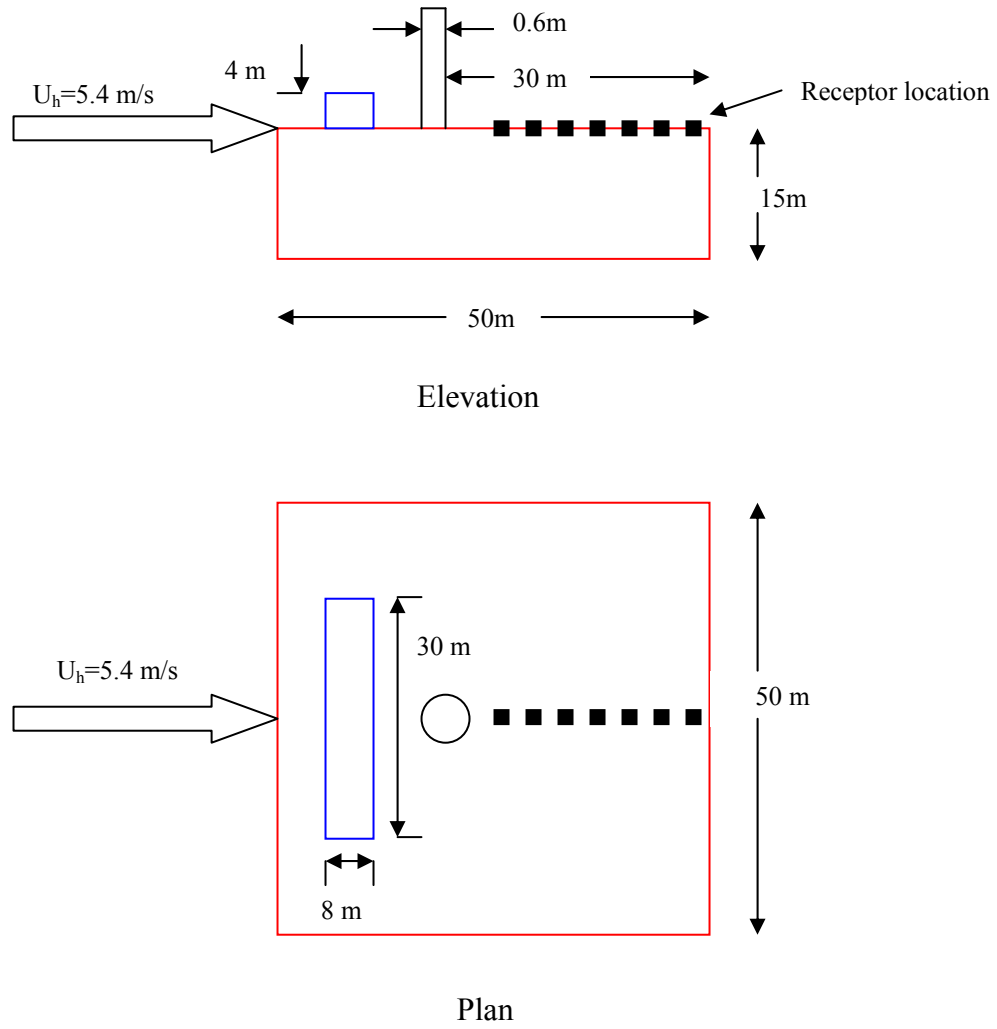 0.6m
4 m
30 m
U_h=5.4 m/s
Receptor location
15m
50m
Elevation
30 m
U_h=5.4 m/s
50 m
8 m
Plan